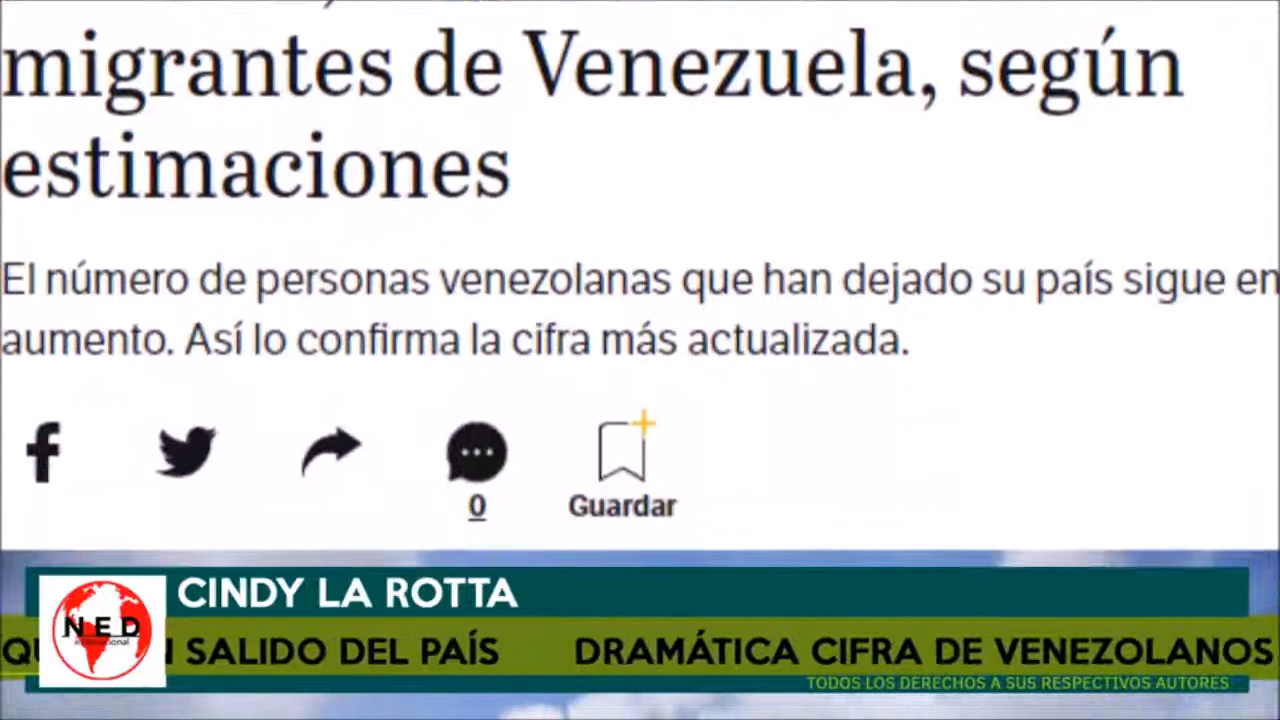 migrantes de Venezuela, según
estimaciones
El número de personas venezolanas que han dejado su país sigue en
aumento. Así lo confirma la cifra más actualizada.
0
Guardar
CINDY LA ROTTA
NED
SALIDO DEL PAÍS DRAMÁTICA CIFRA DE VENEZOLANOS
TODOS LOS DERECHOS A SUS RESPECTIVOS AUTORES